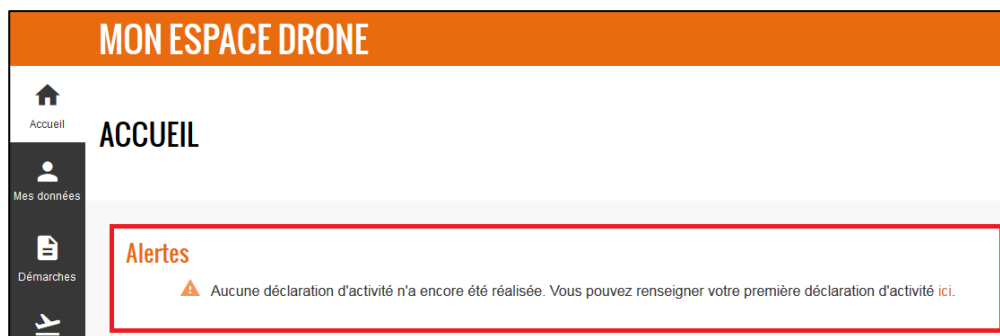 MON ESPACE DRONE
Accueil
ACCUEIL
Mes données
Démarches
Alertes
Aucune déclaration d'activité n'a encore été réalisée. Vous pouvez renseigner votre première déclaration d'activité ici.